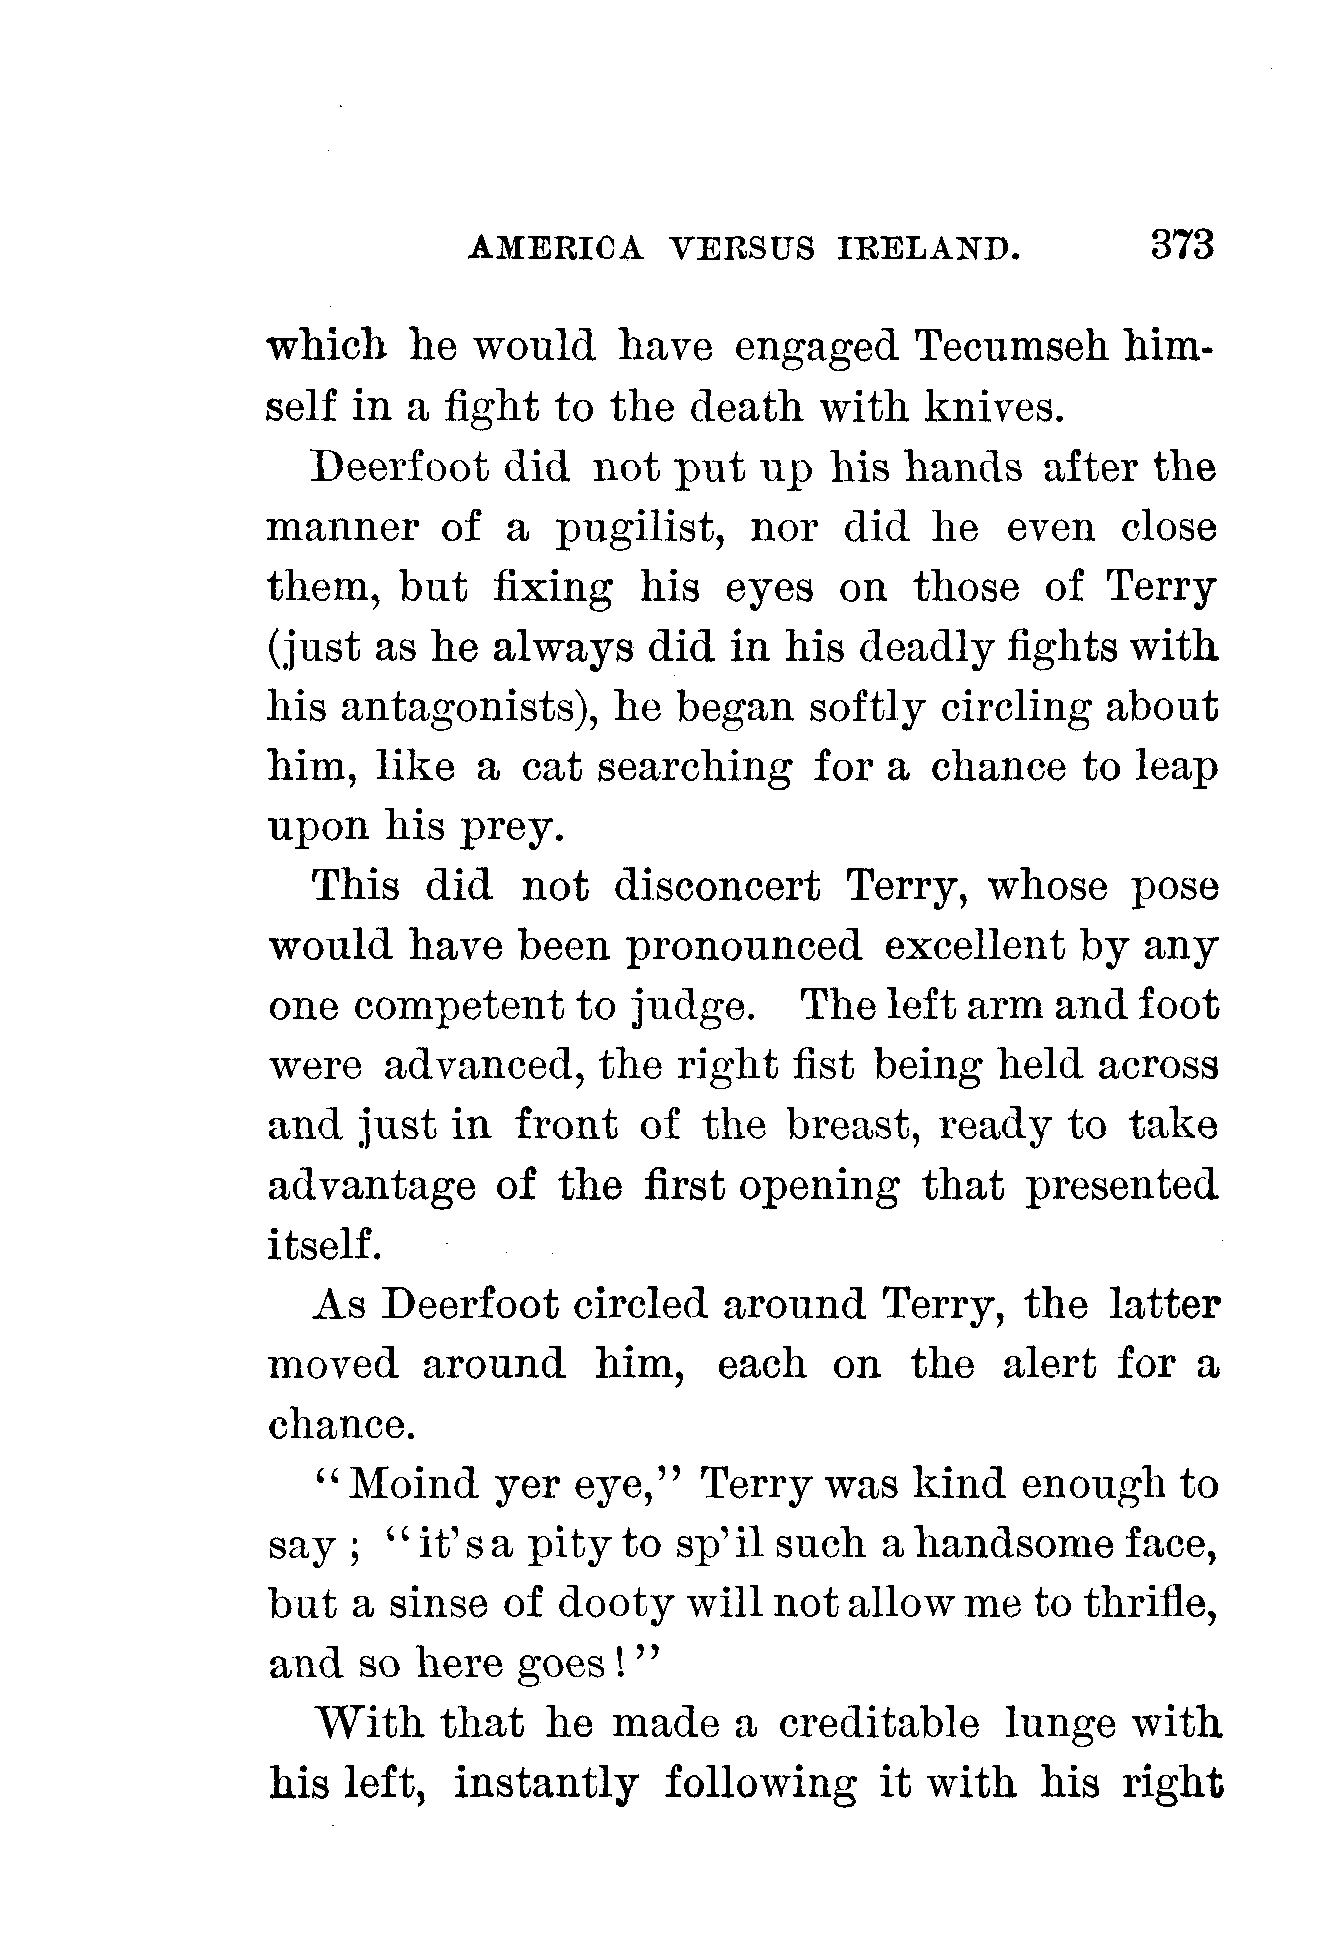 AMERICA VERSUS IRELAND. 373
which he would have engaged Tecumseh him-
self in a fight to the death with knives.
Deerfoot did not put up his hands after the
manner of a pugilist, nor did he even close
them, but fixing his eyes on those of Terry
(just as he always did in his deadly fights with
his antagonists), he began softly circling about
him, like a cat searching for a chance to leap
upon his prey.
This did not disconcert Terry, whose pose
would have been pronounced excellent by any
one competent to judge. The left arm and foot
were advanced, the right fist being held across
and just in front of the breast, ready to take
advantage of the first opening that presented
itself.
As Deerfoot circled around Terry, the latter
moved around him, each on the alert for a
chance.
“Moind yer eye,” Terry was kind enough to
say ; “it’s a pity to sp’il such a handsome face,
but a sinse of dooty will not allow me to thrifle,
and so here goes !”
With that he made a creditable lunge with
his left, instantly following it with his right